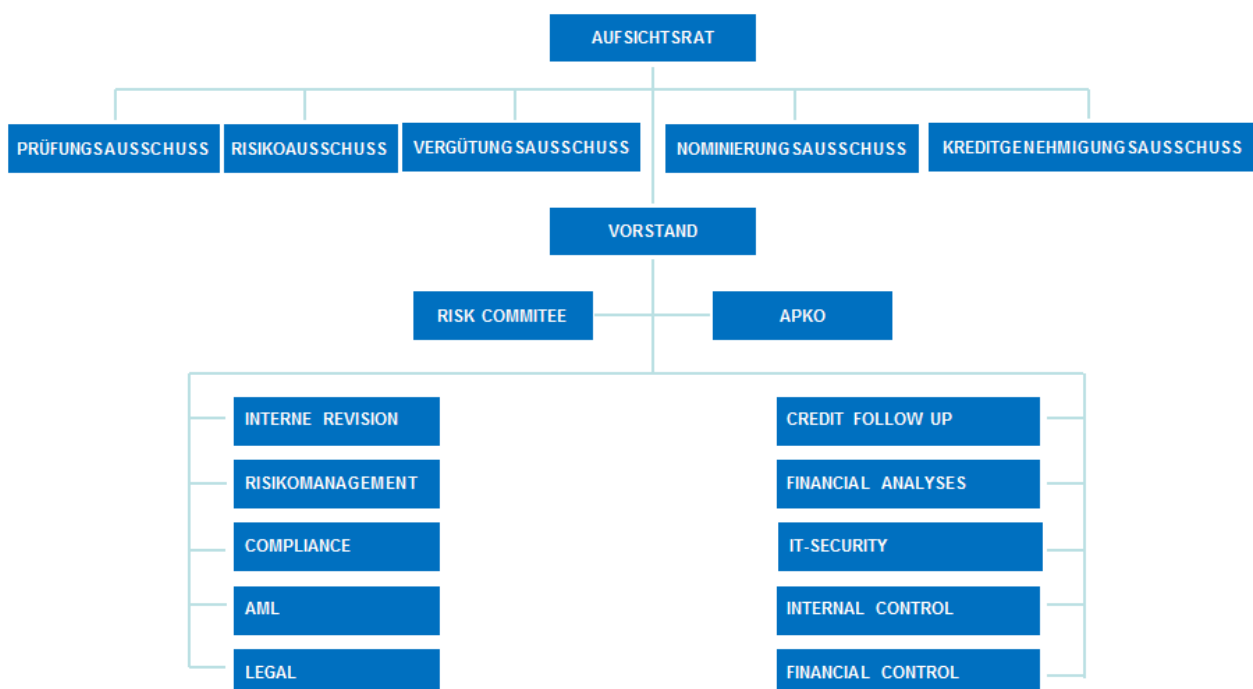 AUFSICHTSRAT
PRÜFUNGSAUSSCHUSS
RISIKOAUSSCHUSS
VERGÜTUNGSAUSSCHUSS
NOMINIERUNGSAUSSCHUSS
KREDITGENEHMIGUNGSAUSSCHUSS
VORSTAND
RISK COMMITEE
APKO
INTERNE REVISION
RISIKOMANAGEMENT
COMPLIANCE
AML
LEGAL
CREDIT FOLLOW UP
FINANCIAL ANALYSES
IT-SECURITY
INTERNAL CONTROL
FINANCIAL CONTROL